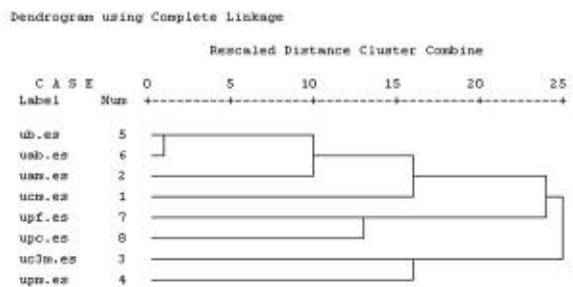 Dendrogram using Complete Linkage
Rescaled Distance Cluster Combine
C A S E 0 5 10 15 20 25
Label Num +---------+---------+---------+---------+---------+
ub.es 5
uab.es 6
uam.es 2
ucm.es 1
upf.es 7
upc.es 8
uc3m.es 3
upm.es 4